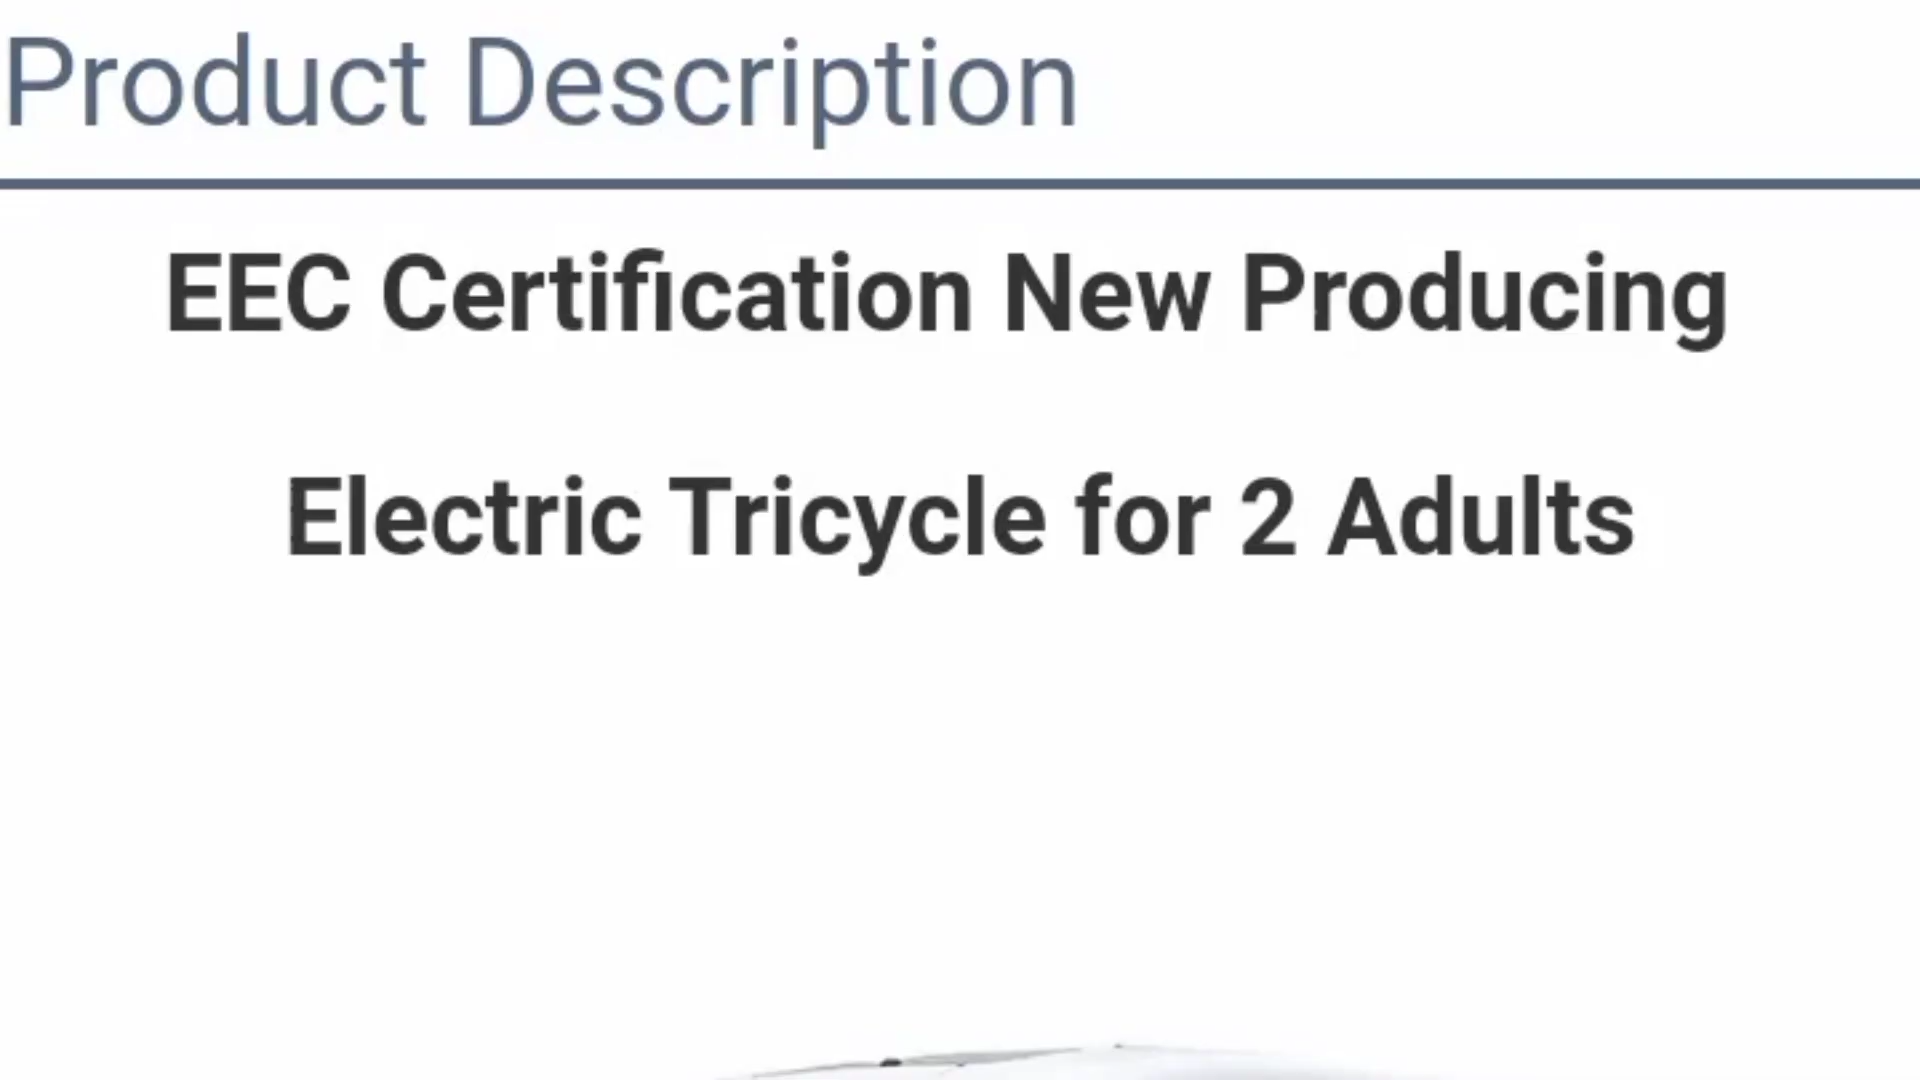 Product Description
EEC Certification New Producing
Electric Tricycle for 2 Adults